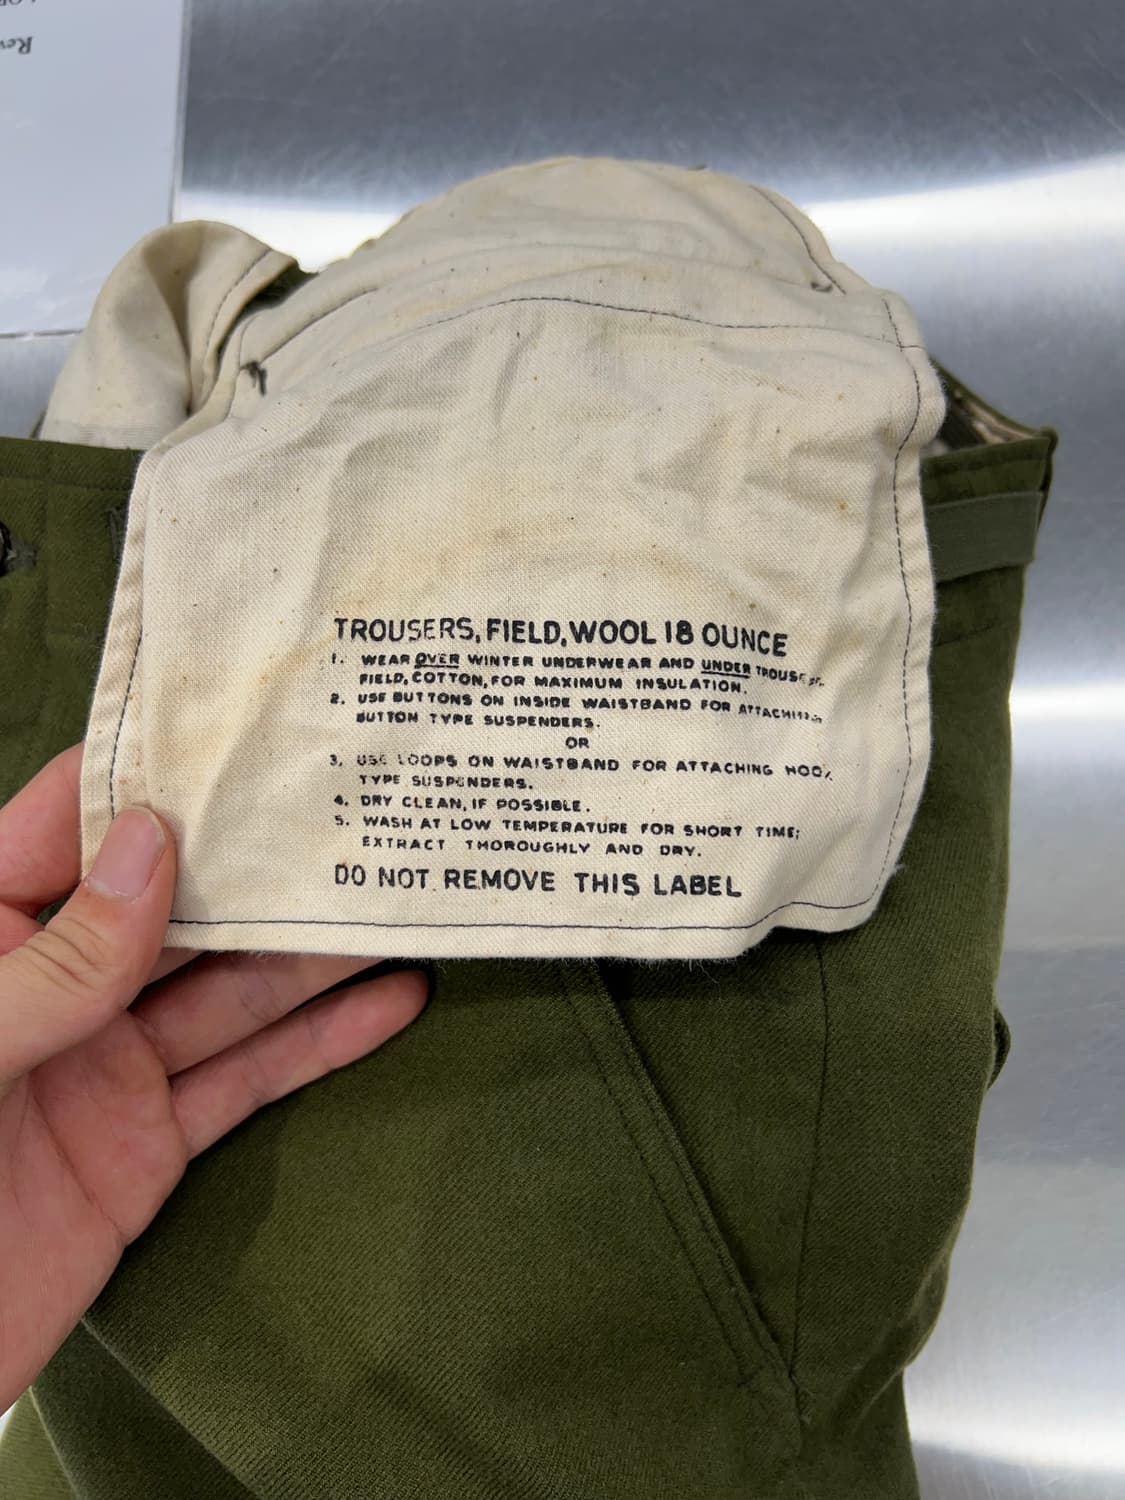 TROUSERS, FIELD, WOOL 18 OUNCE
1. WEAR OVER WINTER UNDERWEAR AND UNDER
FIELD, COTTON, FOR MAXIMUM INSULATION.
2. USE BUTTONS ON INSIDE WAISTBAND FOR ATTACHING
BUTTON TYPE SUSPENDERS.
OR
3. USE LOOPS ON WAISTBAND FOR ATTACHING HOOK
TYPE SUSPENDERS.
4. DRY CLEAN, IF POSSIBLE.
5. WASH AT LOW TEMPERATURE FOR SHORT TIME;
EXTRACT THOROUGHLY AND DRY.
DO NOT REMOVE THIS LABEL